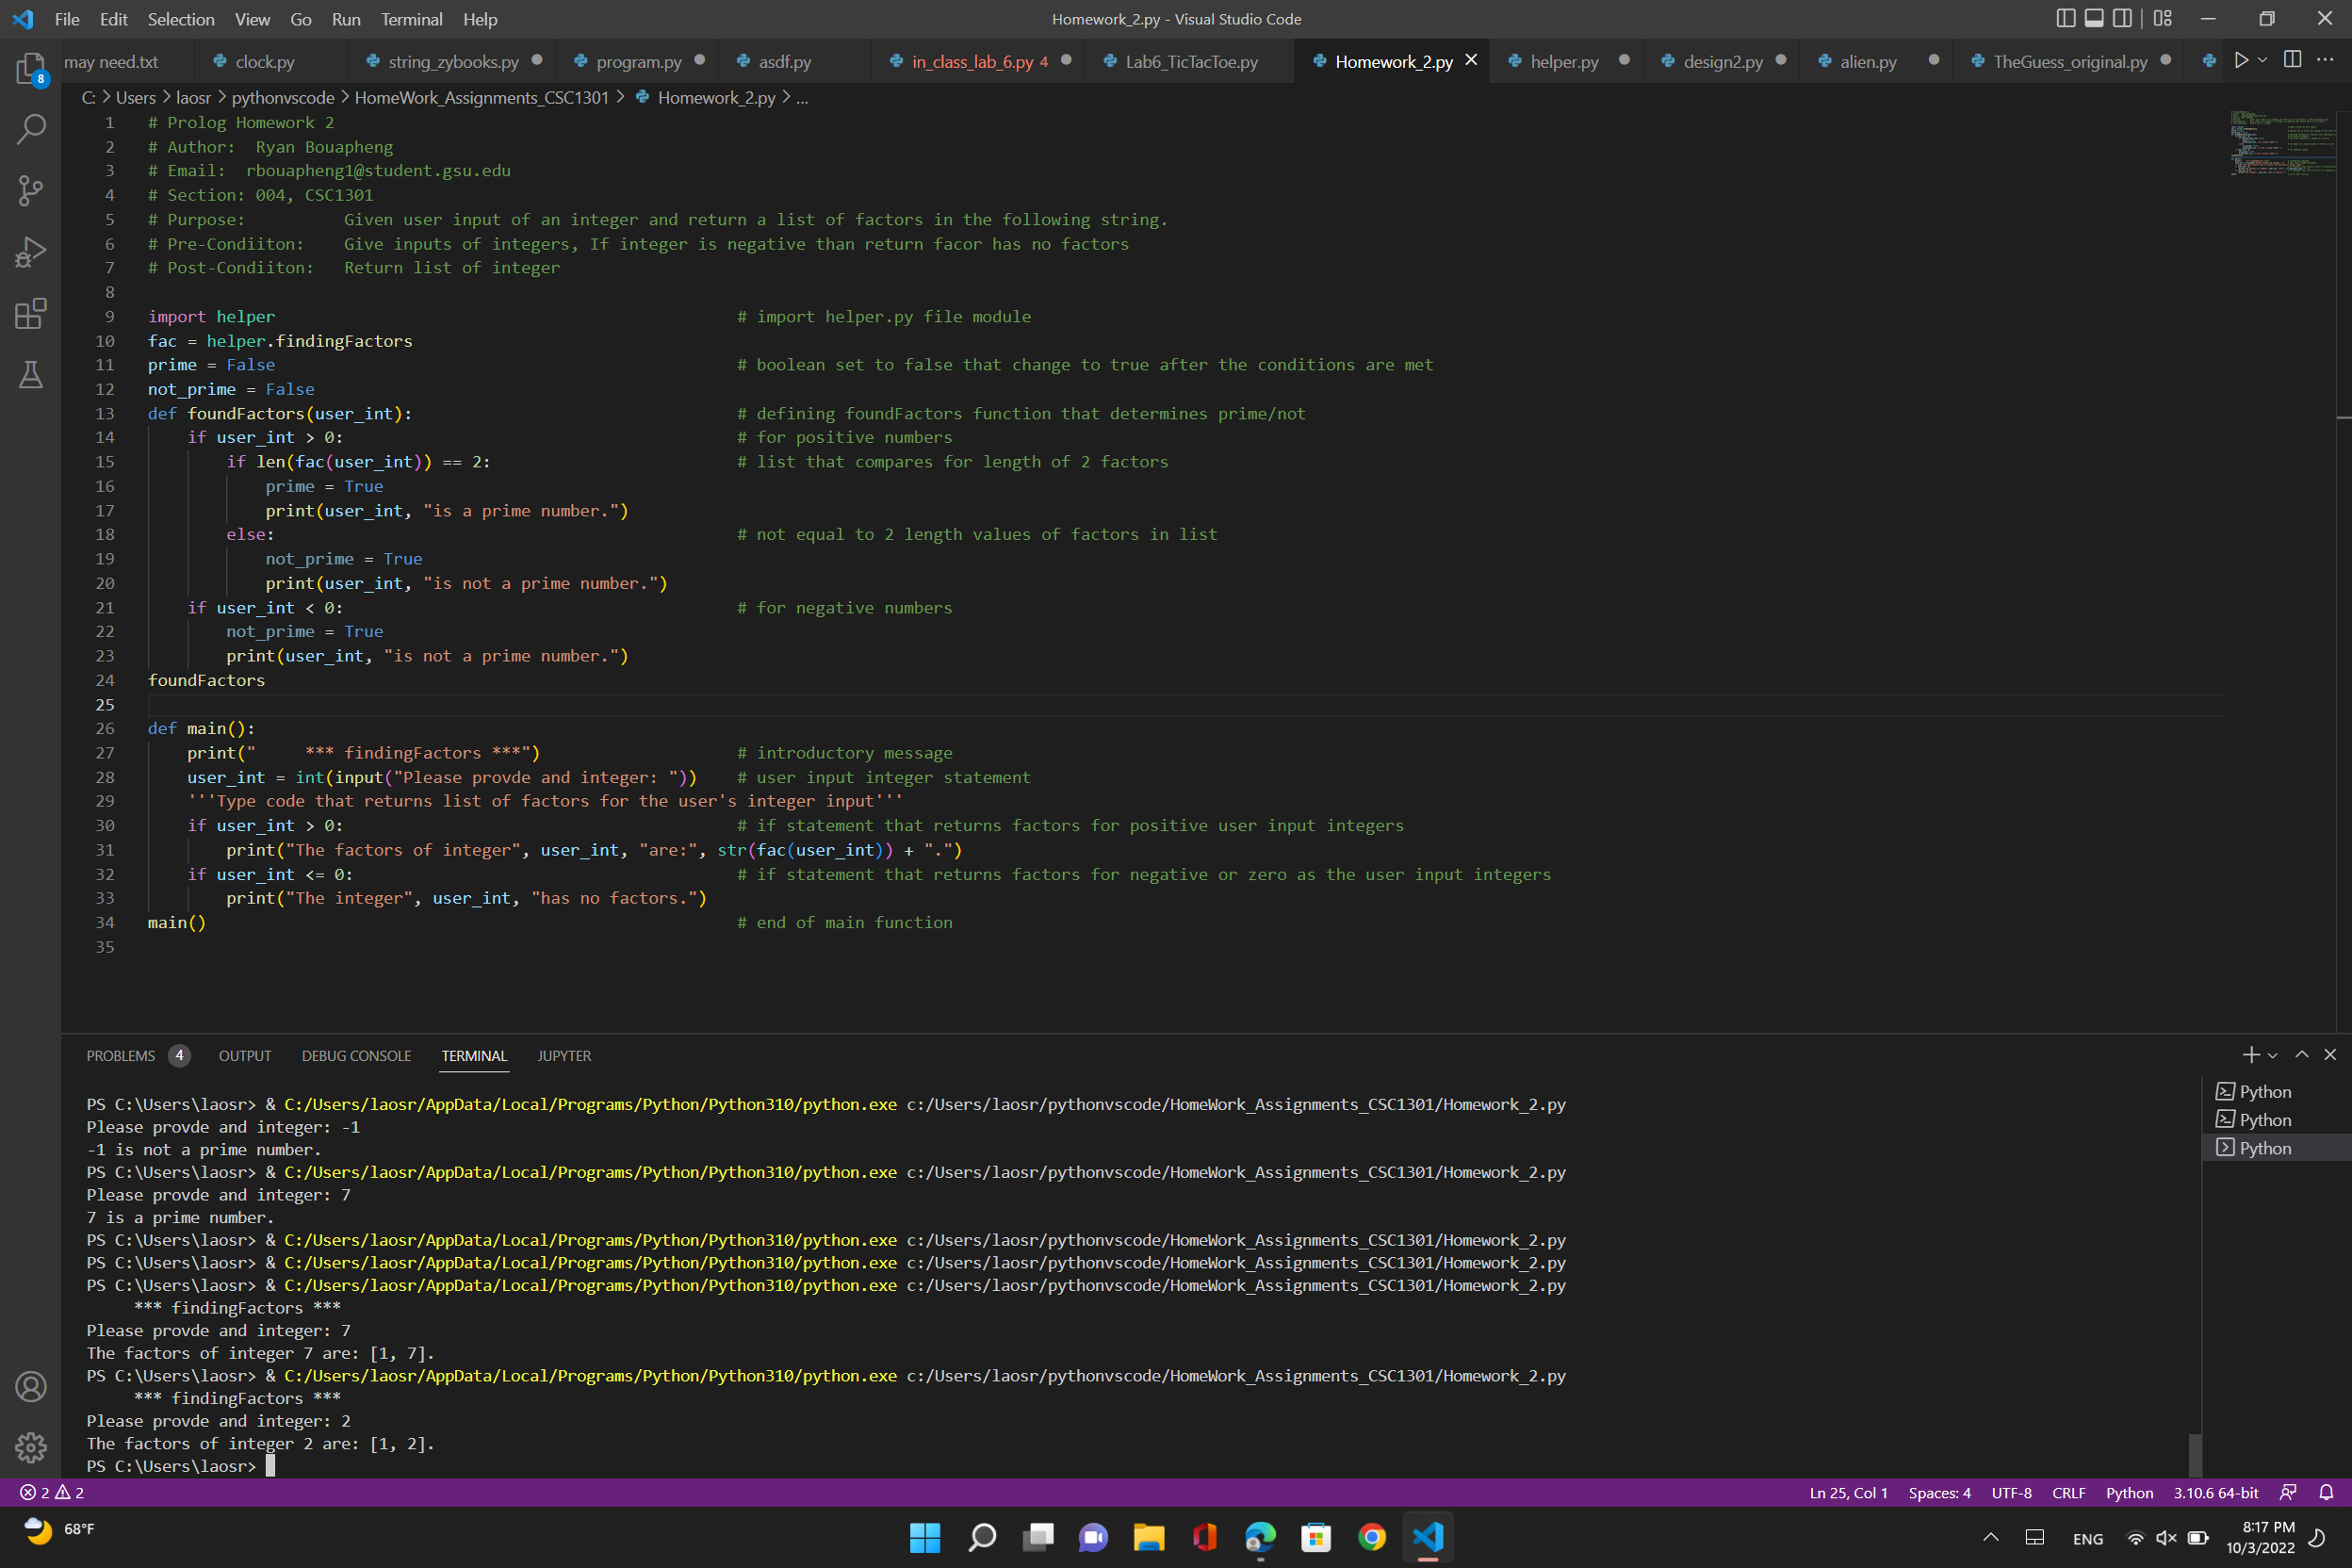 File Edit Selection View Go Run Terminal Help
Homework_2.py - Visual Studio Code
may need.txt clock.py string_zybooks.py program.py asdf.py in_class_lab_6.py 4 Lab6_TicTacToe.py Homework_2.py helper.py design2.py alien.py TheGuess_original.py
8
C: > Users > laosr > pythonvscode > HomeWork_Assignments_CSC1301 > Homework_2.py > ...
1 # Prolog Homework 2
2 # Author:  Ryan Bouapheng
3 # Email:  rbouapheng1@student.gsu.edu
4 # Section: 004, CSC1301
5 # Purpose:          Given user input of an integer and return a list of factors in the following string.
6 # Pre-Condiiton:    Give inputs of integers, If integer is negative than return facor has no factors
7 # Post-Condiiton:   Return list of integer
8
9 import helper # import helper.py file module
10 fac = helper.findingFactors
11 prime = False # boolean set to false that change to true after the conditions are met
12 not_prime = False
13 def foundFactors(user_int): # defining foundFactors function that determines prime/not
14     if user_int > 0: # for positive numbers
15         if len(fac(user_int)) == 2: # list that compares for length of 2 factors
16             prime = True
17             print(user_int, "is a prime number.")
18         else: # not equal to 2 length values of factors in list
19             not_prime = True
20             print(user_int, "is not a prime number.")
21     if user_int < 0: # for negative numbers
22         not_prime = True
23         print(user_int, "is not a prime number.")
24 foundFactors
25
26 def main():
27     print("     *** findingFactors ***") # introductory message
28     user_int = int(input("Please provde and integer: ")) # user input integer statement
29     '''Type code that returns list of factors for the user's integer input'''
30     if user_int > 0: # if statement that returns factors for positive user input integers
31         print("The factors of integer", user_int, "are:", str(fac(user_int)) + ".")
32     if user_int <= 0: # if statement that returns factors for negative or zero as the user input integers
33         print("The integer", user_int, "has no factors.")
34 main() # end of main function
35
PROBLEMS 4 OUTPUT DEBUG CONSOLE TERMINAL JUPYTER
Python
Python
Python
PS C:\Users\laosr> & C:/Users/laosr/AppData/Local/Programs/Python/Python310/python.exe c:/Users/laosr/pythonvscode/HomeWork_Assignments_CSC1301/Homework_2.py
Please provde and integer: -1
-1 is not a prime number.
PS C:\Users\laosr> & C:/Users/laosr/AppData/Local/Programs/Python/Python310/python.exe c:/Users/laosr/pythonvscode/HomeWork_Assignments_CSC1301/Homework_2.py
Please provde and integer: 7
7 is a prime number.
PS C:\Users\laosr> & C:/Users/laosr/AppData/Local/Programs/Python/Python310/python.exe c:/Users/laosr/pythonvscode/HomeWork_Assignments_CSC1301/Homework_2.py
PS C:\Users\laosr> & C:/Users/laosr/AppData/Local/Programs/Python/Python310/python.exe c:/Users/laosr/pythonvscode/HomeWork_Assignments_CSC1301/Homework_2.py
PS C:\Users\laosr> & C:/Users/laosr/AppData/Local/Programs/Python/Python310/python.exe c:/Users/laosr/pythonvscode/HomeWork_Assignments_CSC1301/Homework_2.py
     *** findingFactors ***
Please provde and integer: 7
The factors of integer 7 are: [1, 7].
PS C:\Users\laosr> & C:/Users/laosr/AppData/Local/Programs/Python/Python310/python.exe c:/Users/laosr/pythonvscode/HomeWork_Assignments_CSC1301/Homework_2.py
     *** findingFactors ***
Please provde and integer: 2
The factors of integer 2 are: [1, 2].
PS C:\Users\laosr>
2 2 Ln 25, Col 1 Spaces: 4 UTF-8 CRLF Python 3.10.6 64-bit
68°F
ENG
8:17 PM
10/3/2022